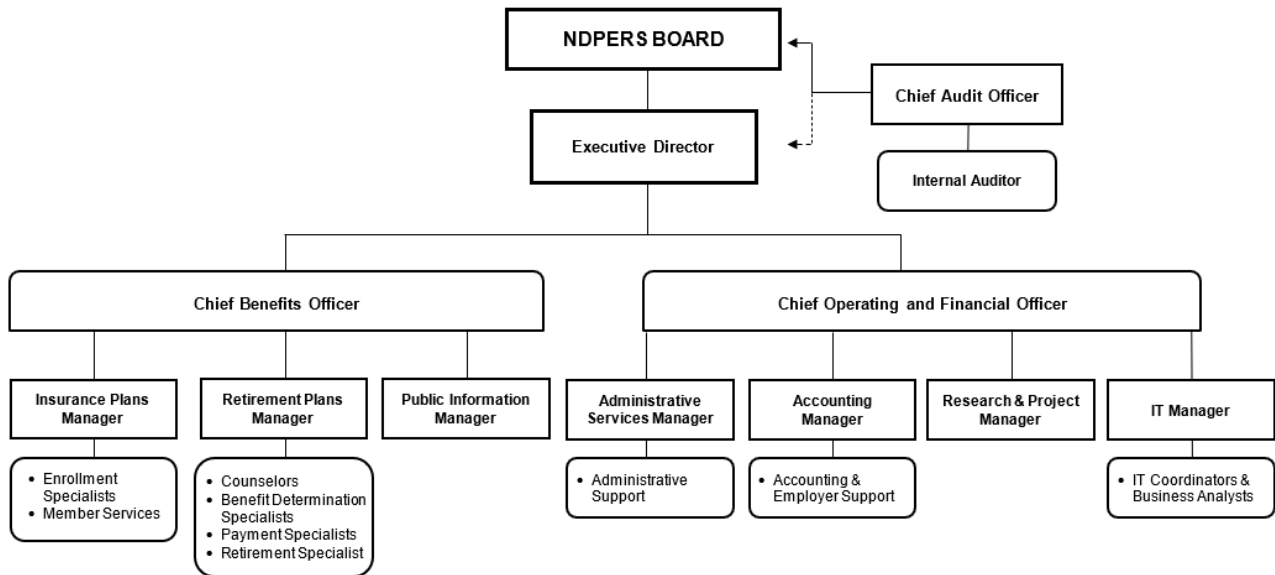 NDPERS BOARD
Chief Audit Officer
Executive Director
Internal Auditor
Chief Benefits Officer
Chief Operating and Financial Officer
Insurance Plans
Manager
Retirement Plans
Manager
Public Information
Manager
Administrative
Services Manager
Accounting
Manager
Research & Project
Manager
IT Manager
• Enrollment
Specialists
• Member Services
• Counselors
• Benefit Determination
Specialists
• Payment Specialists
• Retirement Specialist
• Administrative
Support
• Accounting &
Employer Support
• IT Coordinators &
Business Analysts